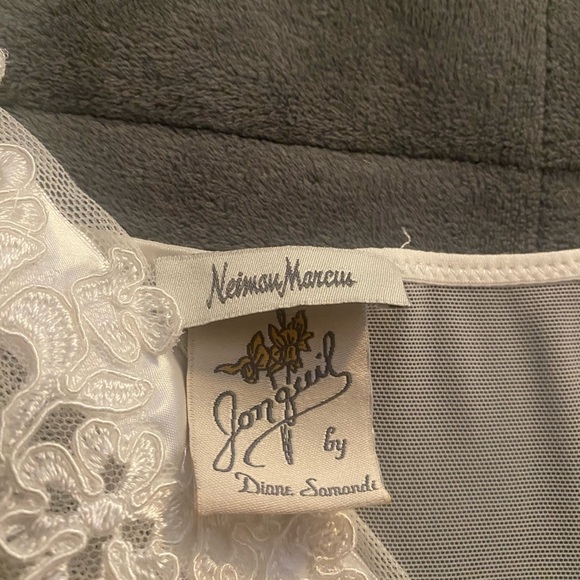 Neiman Marcus
Jonquil
by
Diane Samandi